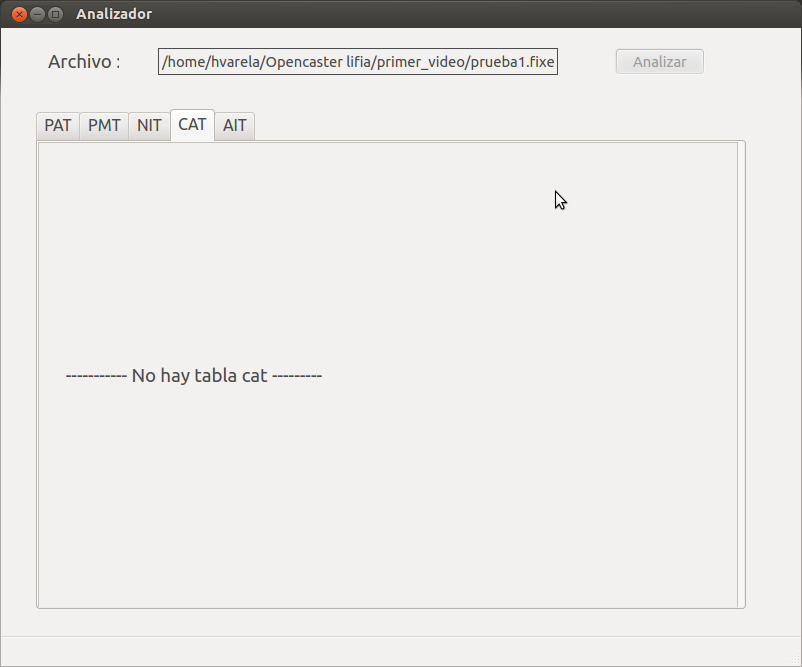 Analizador
Archivo :
/home/hvarela/Opencaster lifia/primer_video/prueba1.fixe
Analizar
PAT PMT NIT CAT AIT
----------- No hay tabla cat ---------